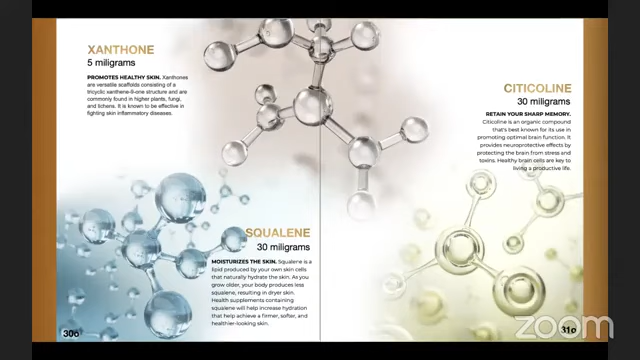 XANTHONE
5 miligrams
PROMOTES HEALTHY SKIN. Xanthones
are versatile scaffolds consisting of a
tricyclic xanthene-9-one structure and are
commonly found in higher plants, fungi,
and lichens. It is known to be effective in
fighting skin inflammatory diseases.
SQUALENE
30 miligrams
MOISTURIZES THE SKIN. Squalene is a
lipid produced by your own skin cells
that naturally hydrate the skin. As you
grow older, your body produces less
squalene, resulting in dryer skin.
Health supplements containing
squalene will help increase hydration
that help achieve a firmer, softer, and
healthier-looking skin.
30o
CITICOLINE
30 miligrams
RETAIN YOUR SHARP MEMORY.
Citicoline is an organic compound
that's best known for its use in
promoting optimal brain function. It
provides neuroprotective effects by
protecting the brain from stress and
toxins. Healthy brain cells are key to
living a productive life.
31o
zoom